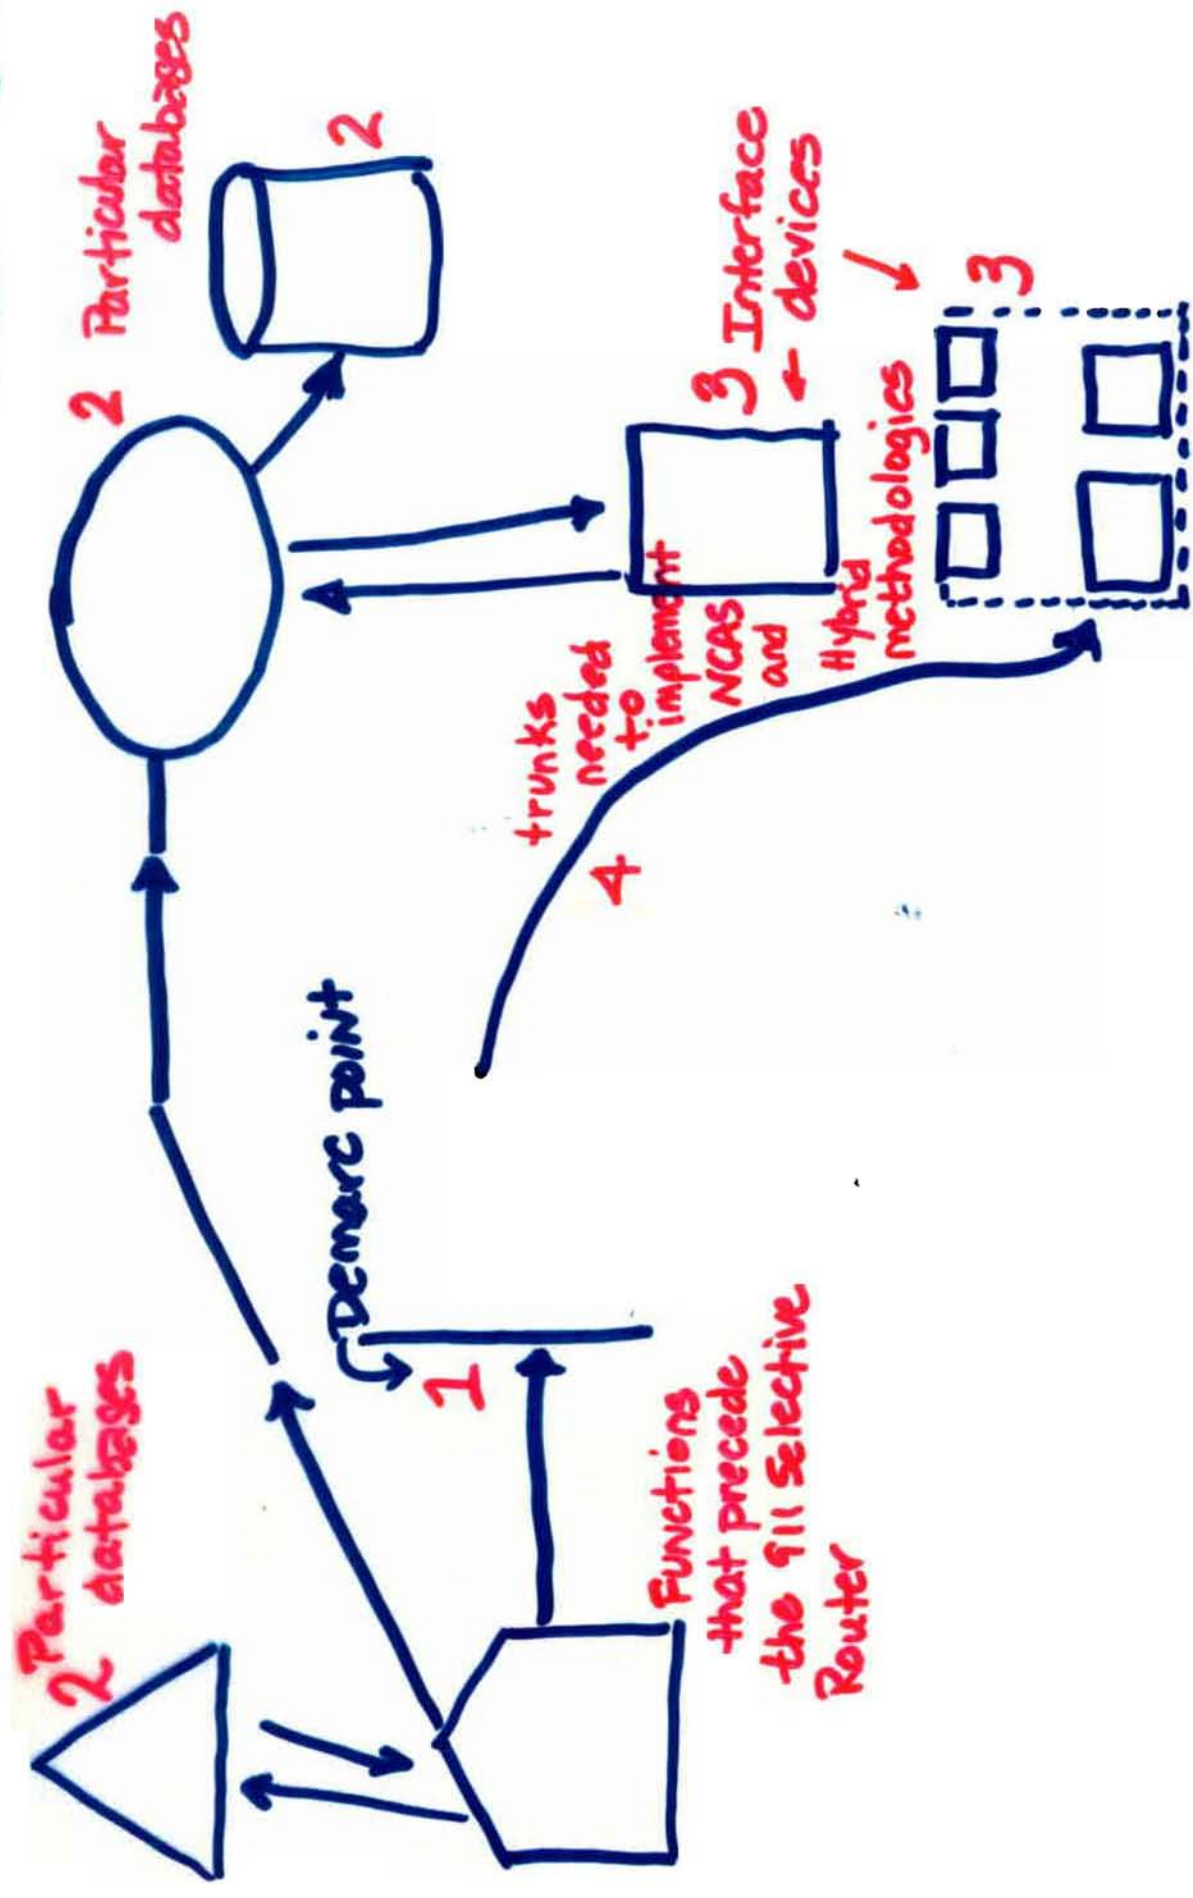 2 Particular
databases
2 Particular
databases
2
Demarc point
1
Functions
that precede
the 911 Selective
Router
trunks
needed
to
implement
NCAS
and
Hybrid
methodologies
4
3 Interface
← devices
3